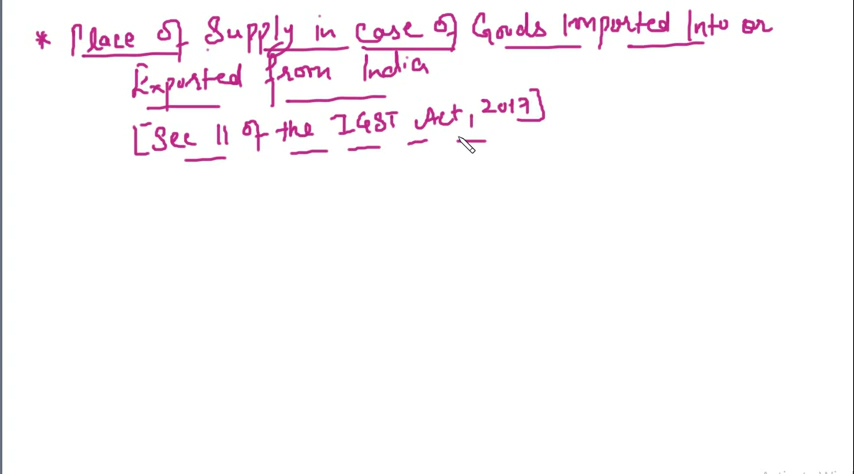 * Place of Supply in case of Goods Imported Into or
Exported from India
[Sec 11 of the IGST Act, 2017]